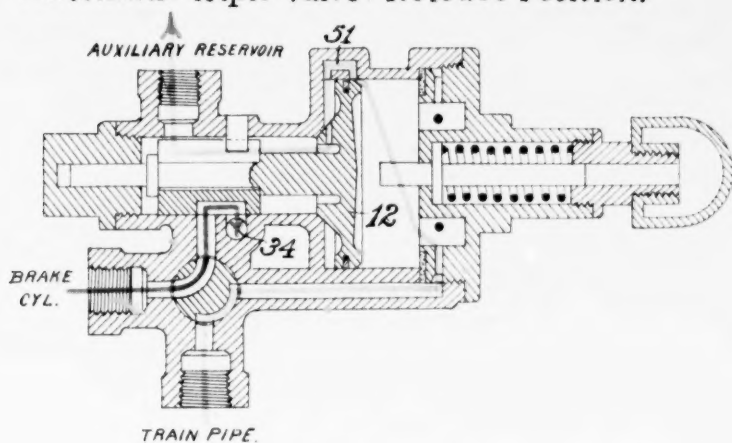 AUXILIARY RESERVOIR
51
12
34
BRAKE
CYL.
TRAIN PIPE.